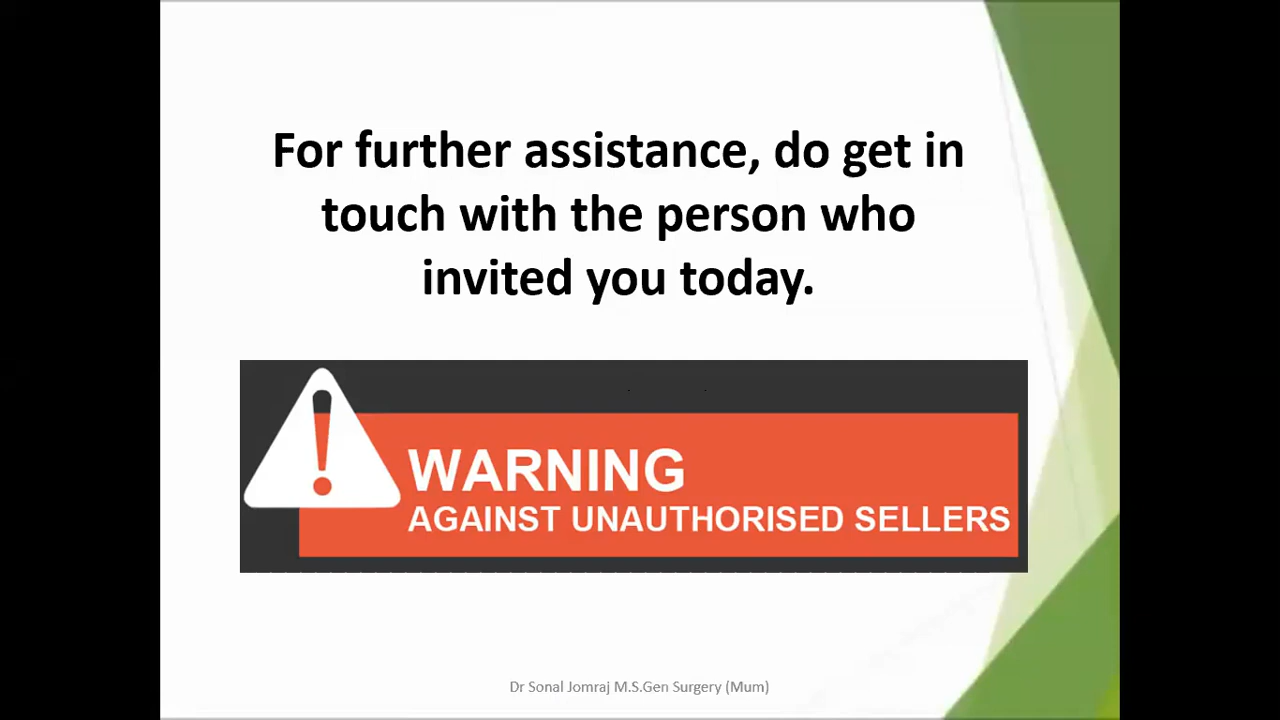 For further assistance, do get in
touch with the person who
invited you today.
WARNING
AGAINST UNAUTHORISED SELLERS
Dr Sonal Jomraj M.S.Gen Surgery (Mum)